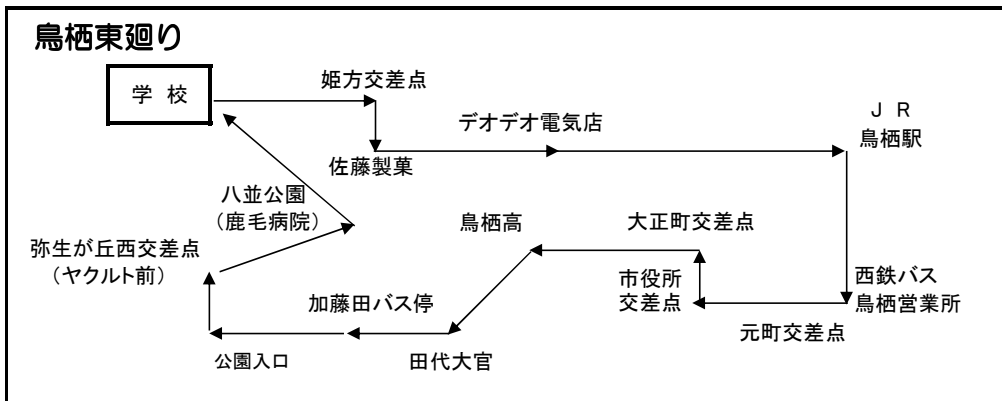 鳥栖東廻り
学 校
姫方交差点
佐藤製菓
デオデオ電気店
J R
鳥栖駅
西鉄バス
鳥栖営業所
元町交差点
市役所
交差点
大正町交差点
鳥栖高
田代大官
加藤田バス停
公園入口
弥生が丘西交差点
（ヤクルト前）
八並公園
（鹿毛病院）